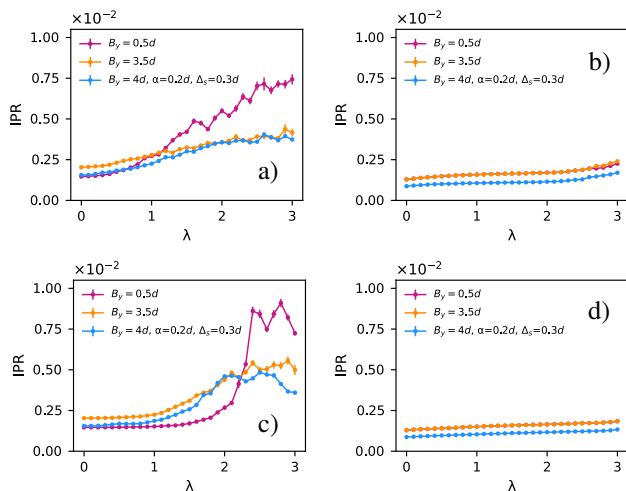 ×10⁻²
1.00
0.75
0.50
0.25
0.00
IPR
B_y = 0.5d
B_y = 3.5d
B_y = 4d, α=0.2d, Δ_s=0.3d
a)
0 1 2 3
λ
×10⁻²
1.00
0.75
0.50
0.25
0.00
IPR
B_y = 0.5d
B_y = 3.5d
B_y = 4d, α=0.2d, Δ_s=0.3d
b)
0 1 2 3
λ
×10⁻²
1.00
0.75
0.50
0.25
0.00
IPR
B_y = 0.5d
B_y = 3.5d
B_y = 4d, α=0.2d, Δ_s=0.3d
c)
0 1 2 3
λ
×10⁻²
1.00
0.75
0.50
0.25
0.00
IPR
B_y = 0.5d
B_y = 3.5d
B_y = 4d, α=0.2d, Δ_s=0.3d
d)
0 1 2 3
λ